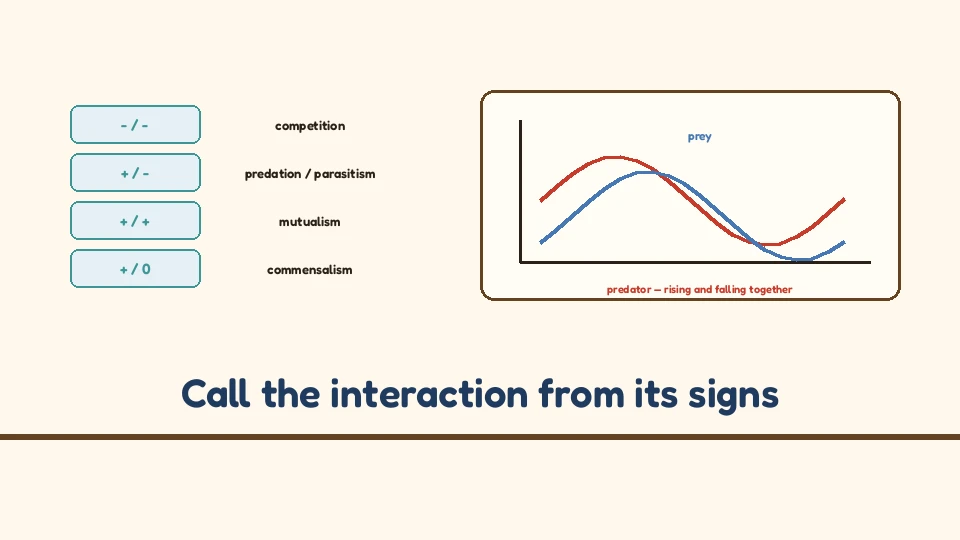 - / -
competition
+ / -
predation / parasitism
+ / +
mutualism
+ / 0
commensalism
prey
predator — rising and falling together
Call the interaction from its signs